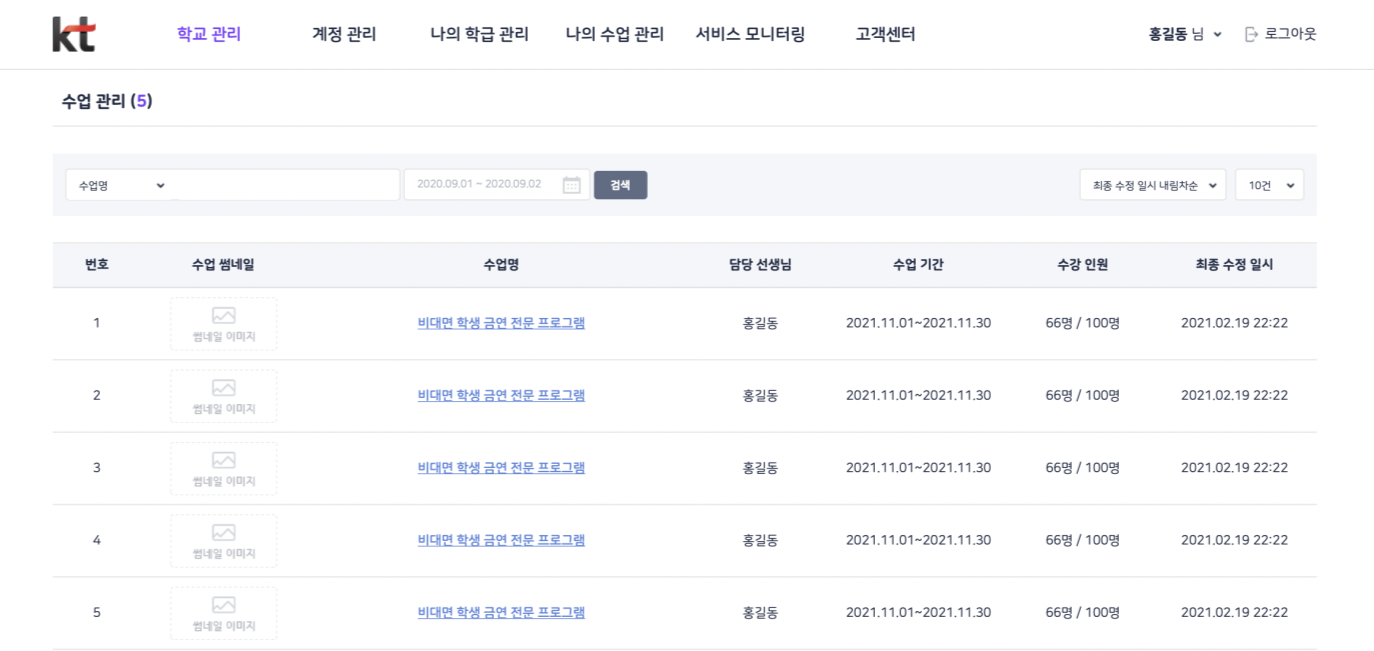 kt 학교 관리 계정 관리 나의 학급 관리 나의 수업 관리 서비스 모니터링 고객센터 홍길동 님 로그아웃
수업 관리 (5)
수업명 2020.09.01 ~ 2020.09.02 검색 최종 수정 일시 내림차순 10건
번호 수업 썸네일 수업명 담당 선생님 수업 기간 수강 인원 최종 수정 일시
1 썸네일 이미지 비대면 학생 금연 전문 프로그램 홍길동 2021.11.01~2021.11.30 66명 / 100명 2021.02.19 22:22
2 썸네일 이미지 비대면 학생 금연 전문 프로그램 홍길동 2021.11.01~2021.11.30 66명 / 100명 2021.02.19 22:22
3 썸네일 이미지 비대면 학생 금연 전문 프로그램 홍길동 2021.11.01~2021.11.30 66명 / 100명 2021.02.19 22:22
4 썸네일 이미지 비대면 학생 금연 전문 프로그램 홍길동 2021.11.01~2021.11.30 66명 / 100명 2021.02.19 22:22
5 썸네일 이미지 비대면 학생 금연 전문 프로그램 홍길동 2021.11.01~2021.11.30 66명 / 100명 2021.02.19 22:22